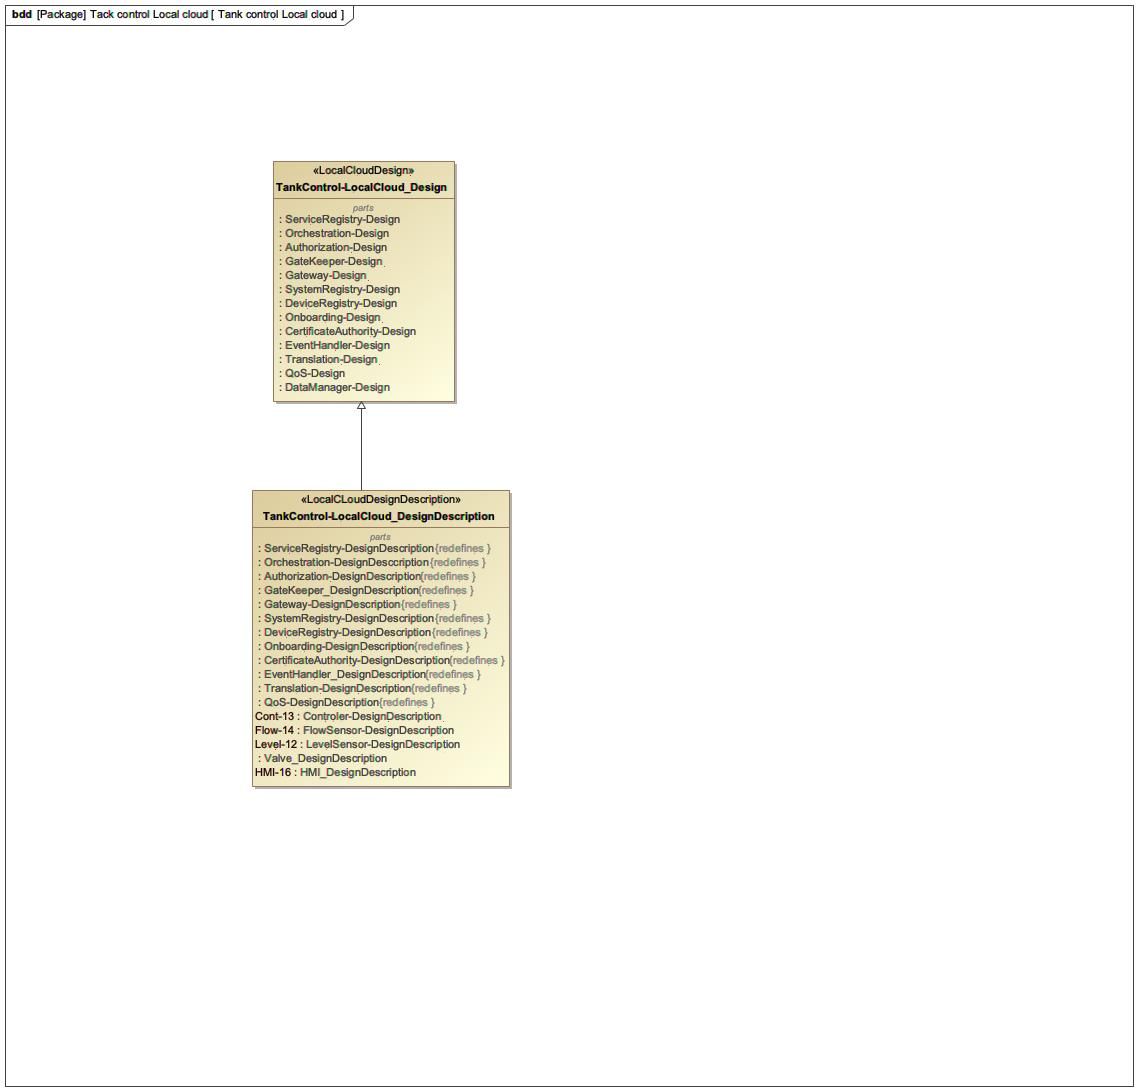 bdd [Package] Tack control Local cloud [ Tank control Local cloud ]
«LocalCloudDesign»
TankControl-LocalCloud_Design
parts
: ServiceRegistry-Design
: Orchestration-Design
: Authorization-Design
: GateKeeper-Design
: Gateway-Design
: SystemRegistry-Design
: DeviceRegistry-Design
: Onboarding-Design
: CertificateAuthority-Design
: EventHandler-Design
: Translation-Design
: QoS-Design
: DataManager-Design
«LocalCLoudDesignDescription»
TankControl-LocalCloud_DesignDescription
parts
: ServiceRegistry-DesignDescription{redefines }
: Orchestration-DesignDesccription{redefines }
: Authorization-DesignDescription{redefines }
: GateKeeper_DesignDescription{redefines }
: Gateway-DesignDescription{redefines }
: SystemRegistry-DesignDescription{redefines }
: DeviceRegistry-DesignDescription{redefines }
: Onboarding-DesignDescription{redefines }
: CertificateAuthority-DesignDescription{redefines }
: EventHandler_DesignDescription{redefines }
: Translation-DesignDescription{redefines }
: QoS-DesignDescription{redefines }
Cont-13 : Controler-DesignDescription
Flow-14 : FlowSensor-DesignDescription
Level-12 : LevelSensor-DesignDescription
: Valve_DesignDescription
HMI-16 : HMI_DesignDescription